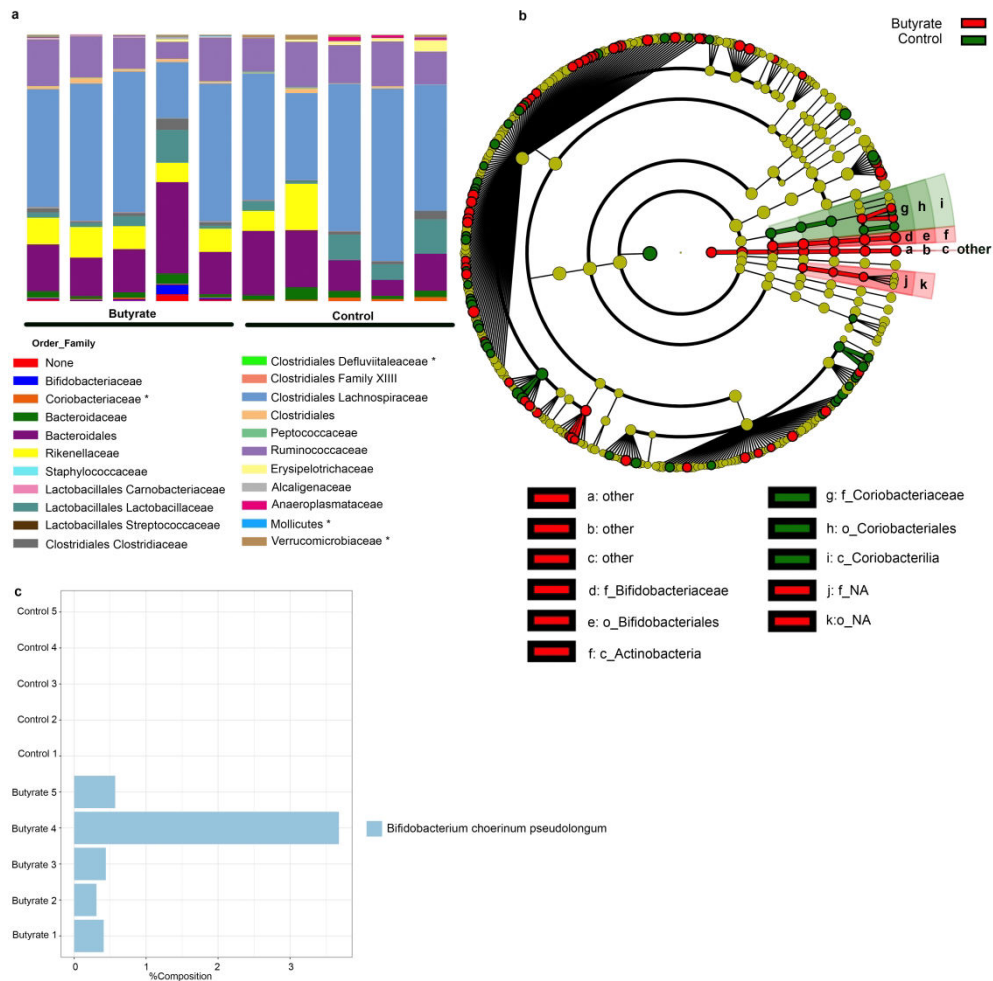 a
Butyrate
Control
Order_Family
None
Bifidobacteriaceae
Coriobacteriaceae *
Bacteroidaceae
Bacteroidales
Rikenellaceae
Staphylococcaceae
Lactobacillales Carnobacteriaceae
Lactobacillales Lactobacillaceae
Lactobacillales Streptococcaceae
Clostridiales Clostridiaceae
Clostridiales Defluviitaleaceae *
Clostridiales Family XIIII
Clostridiales Lachnospiraceae
Clostridiales
Peptococcaceae
Ruminococcaceae
Erysipelotrichaceae
Alcaligenaceae
Anaeroplasmataceae
Mollicutes *
Verrucomicrobiaceae *
b
Butyrate
Control
g h i
d e f
a b c other
j k
a: other
b: other
c: other
d: f_Bifidobacteriaceae
e: o_Bifidobacteriales
f: c_Actinobacteria
g: f_Coriobacteriaceae
h: o_Coriobacteriales
i: c_Coriobacterilia
j: f_NA
k:o_NA
c
Control 5
Control 4
Control 3
Control 2
Control 1
Butyrate 5
Butyrate 4
Butyrate 3
Butyrate 2
Butyrate 1
0 1 2 3
%Composition
Bifidobacterium choerinum pseudolongum